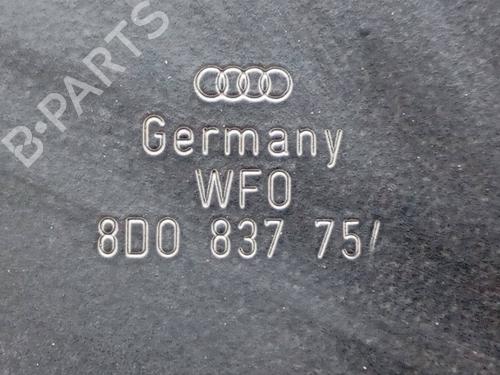 B-PARTS
Germany
WFO
8D0 837 75/